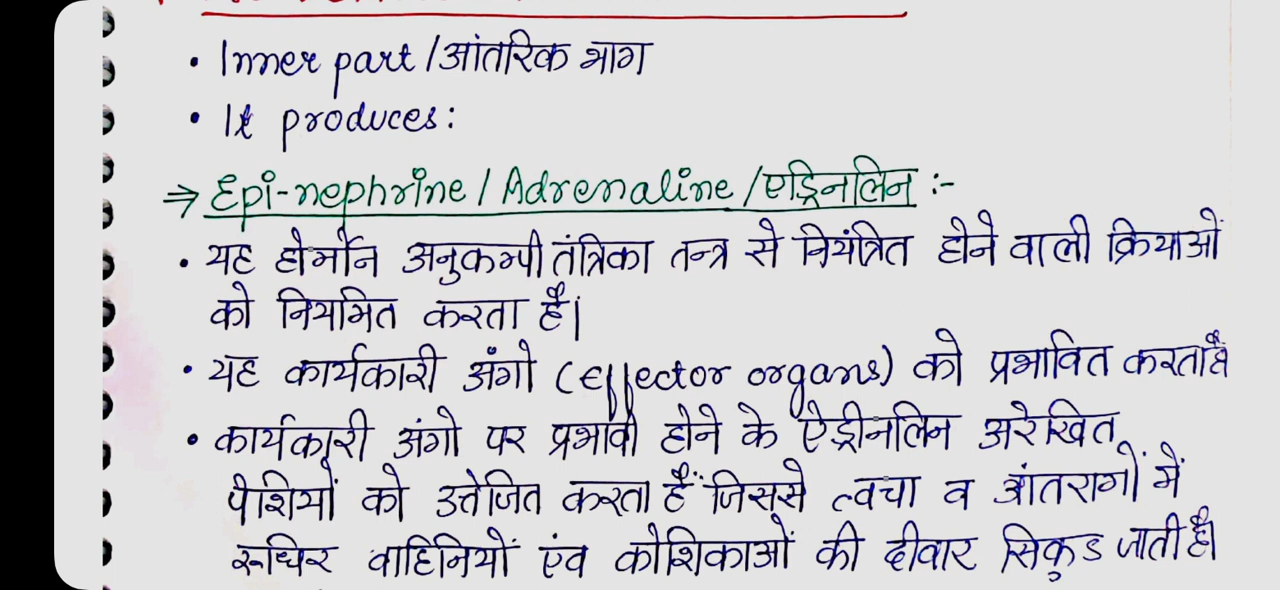 • Inner part / आंतरिक भाग
• It produces:
⇒ Epi-nephrine / Adrenaline / एड्रिनलिन :-
• यह होर्मोन अनुकम्पी तंत्रिका तन्त्र से नियंत्रित होने वाली क्रियाओं
को नियमित करता है।
• यह कार्यकारी अंगो (Effector organs) को प्रभावित करता है
• कार्यकारी अंगो पर प्रभावी होने के ऐड्रीनलिन अरेखित
पेशियों को उत्तेजित करता है जिससे त्वचा व आंतरागों में
रूधिर वाहिनियों एंव कोशिकाओं की दीवार सिकुड जाती है।